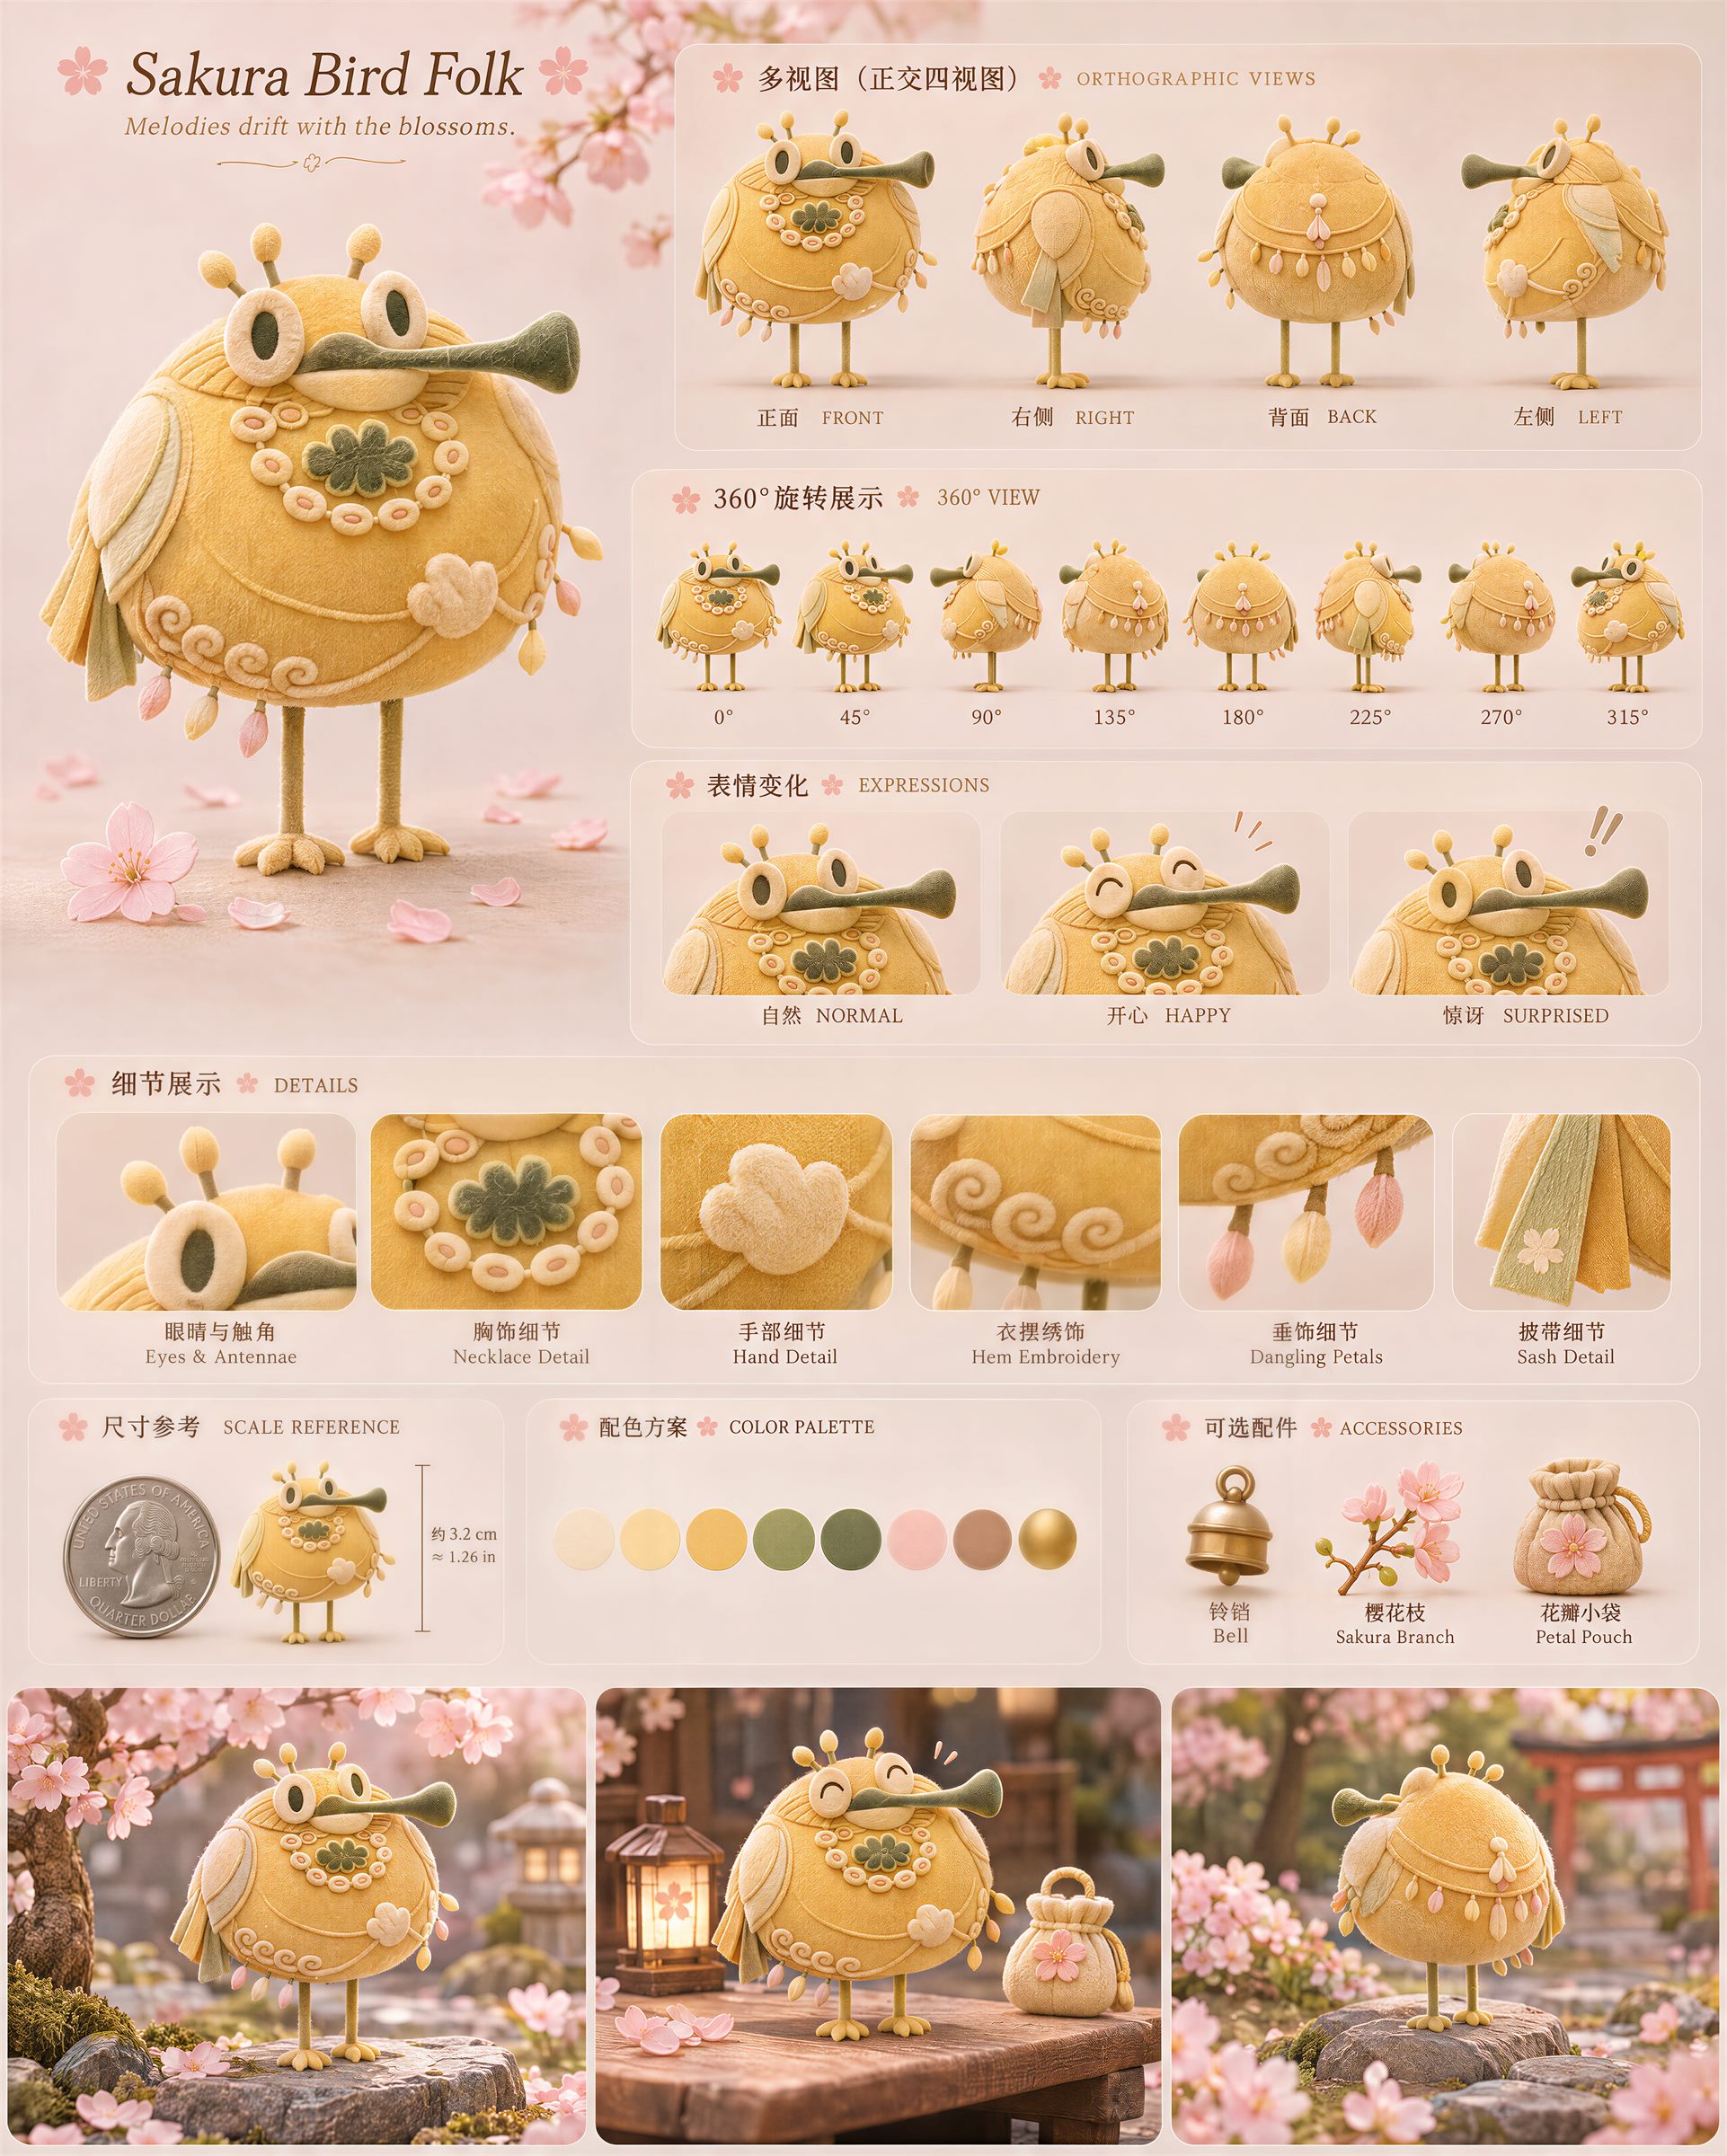 Sakura Bird Folk
Melodies drift with the blossoms.
多视图（正交四视图） ORTHOGRAPHIC VIEWS
正面 FRONT
右侧 RIGHT
背面 BACK
左侧 LEFT
360°旋转展示 360° VIEW
0°
45°
90°
135°
180°
225°
270°
315°
表情变化 EXPRESSIONS
自然 NORMAL
开心 HAPPY
惊讶 SURPRISED
细节展示 DETAILS
眼睛与触角
Eyes & Antennae
胸饰细节
Necklace Detail
手部细节
Hand Detail
衣摆绣饰
Hem Embroidery
垂饰细节
Dangling Petals
披带细节
Sash Detail
尺寸参考 SCALE REFERENCE
UNITED STATES OF AMERICA
LIBERTY
QUARTER DOLLAR
约 3.2 cm
≈ 1.26 in
配色方案 COLOR PALETTE
可选配件 ACCESSORIES
铃铛
Bell
樱花枝
Sakura Branch
花瓣小袋
Petal Pouch